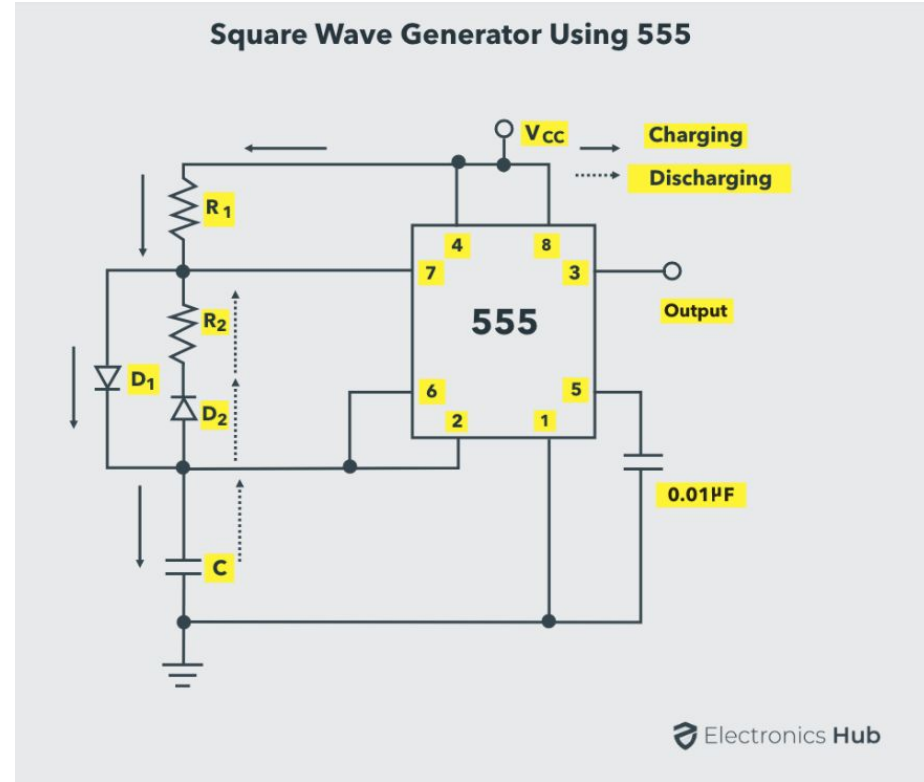 Square Wave Generator Using 555
VCC
Charging
Discharging
R1
4
8
7
3
Output
R2
555
D1
6
5
D2
2
1
0.01µF
C
Electronics Hub